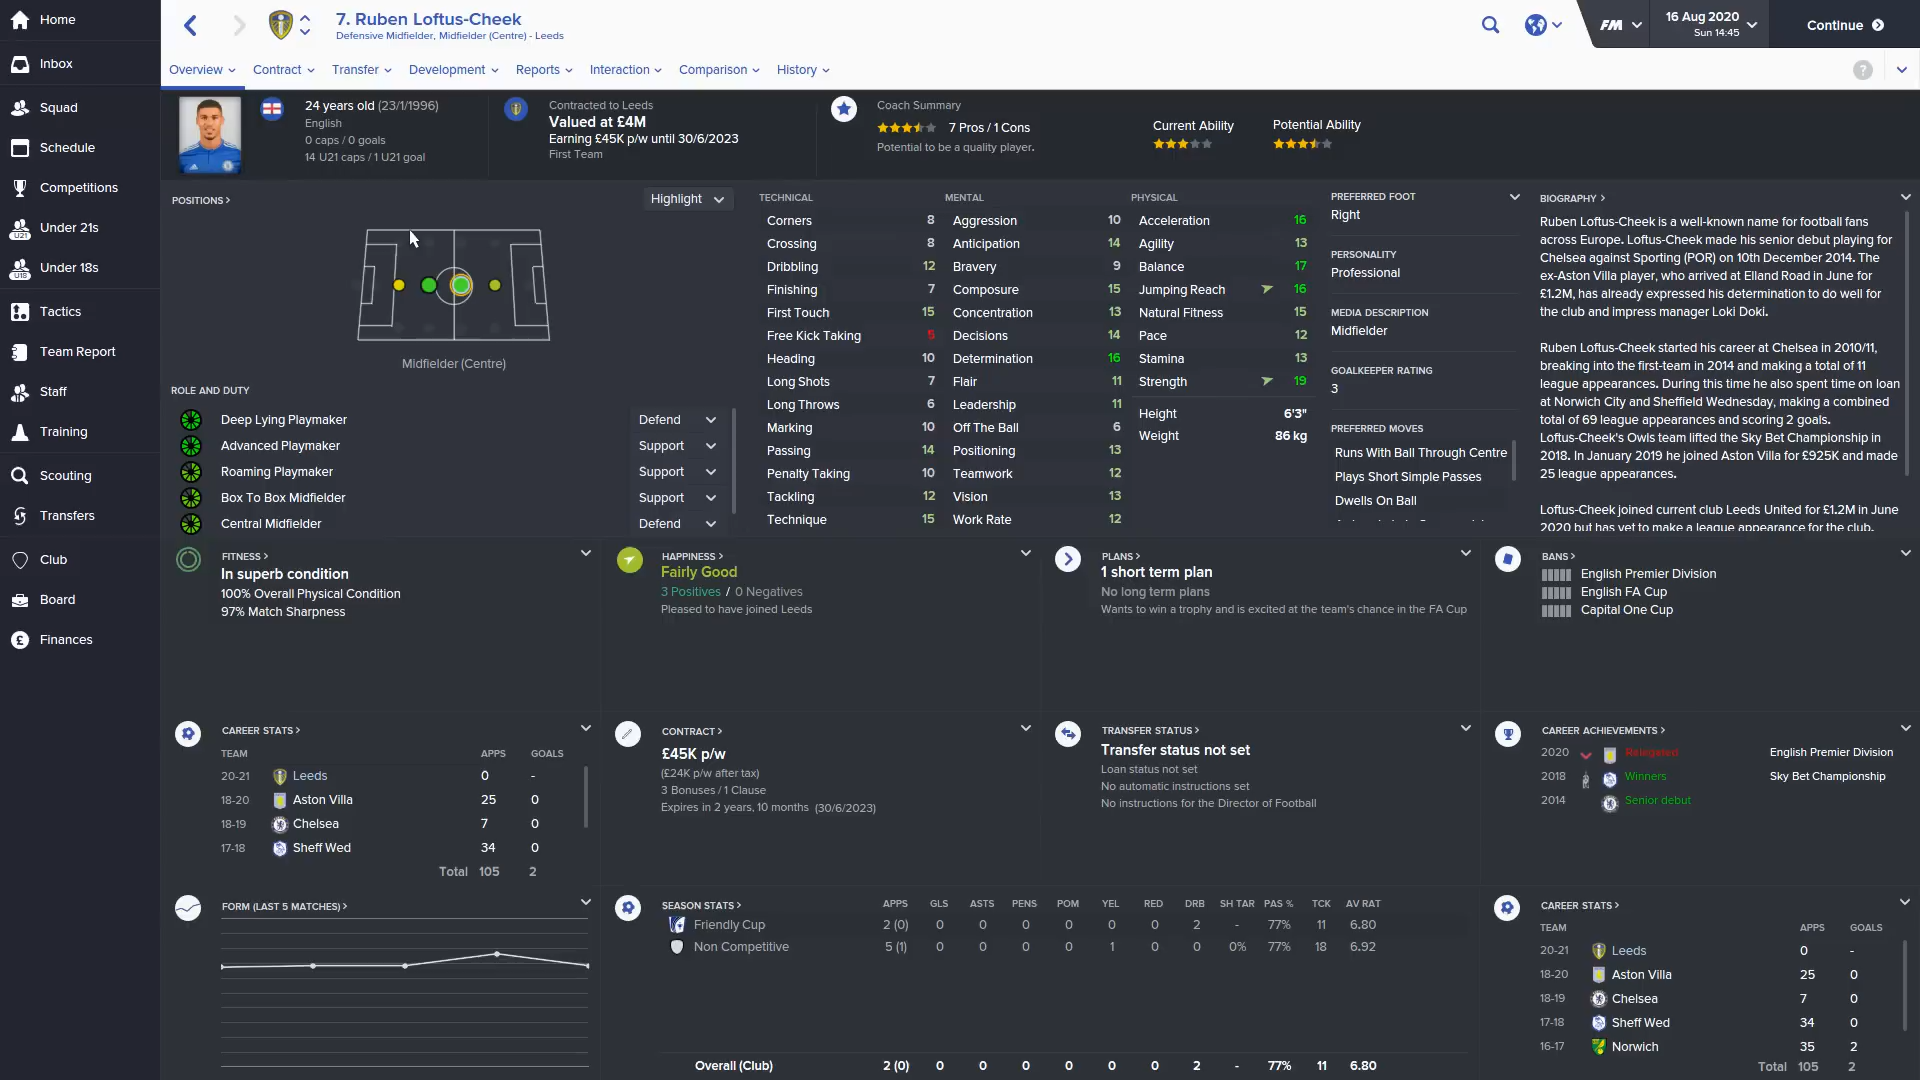 Home
Inbox
Squad
Schedule
Competitions
Under 21s
Under 18s
Tactics
Team Report
Staff
Training
Scouting
Transfers
Club
Board
Finances
7. Ruben Loftus-Cheek
Defensive Midfielder, Midfielder (Centre) - Leeds
FM
16 Aug 2020
Sun 14:45
Continue
Overview Contract Transfer Development Reports Interaction Comparison History
24 years old (23/1/1996)
English
0 caps / 0 goals
14 U21 caps / 1 U21 goal
Contracted to Leeds
Valued at £4M
Earning £45K p/w until 30/6/2023
First Team
Coach Summary
7 Pros / 1 Cons
Potential to be a quality player.
Current Ability
Potential Ability
POSITIONS >
Highlight
Midfielder (Centre)
ROLE AND DUTY
Deep Lying Playmaker Defend
Advanced Playmaker Support
Roaming Playmaker Support
Box To Box Midfielder Support
Central Midfielder Defend
TECHNICAL
Corners 8
Crossing 8
Dribbling 12
Finishing 7
First Touch 15
Free Kick Taking 5
Heading 10
Long Shots 7
Long Throws 6
Marking 10
Passing 14
Penalty Taking 10
Tackling 12
Technique 15
MENTAL
Aggression 10
Anticipation 14
Bravery 9
Composure 15
Concentration 13
Decisions 14
Determination 16
Flair 11
Leadership 11
Off The Ball 6
Positioning 13
Teamwork 12
Vision 13
Work Rate 12
PHYSICAL
Acceleration 16
Agility 13
Balance 17
Jumping Reach 16
Natural Fitness 15
Pace 12
Stamina 13
Strength 19
Height 6'3"
Weight 86 kg
PREFERRED FOOT
Right
PERSONALITY
Professional
MEDIA DESCRIPTION
Midfielder
GOALKEEPER RATING
3
PREFERRED MOVES
Runs With Ball Through Centre
Plays Short Simple Passes
Dwells On Ball
BIOGRAPHY >
Ruben Loftus-Cheek is a well-known name for football fans
across Europe. Loftus-Cheek made his senior debut playing for
Chelsea against Sporting (POR) on 10th December 2014. The
ex-Aston Villa player, who arrived at Elland Road in June for
£1.2M, has already expressed his determination to do well for
the club and impress manager Loki Doki.
Ruben Loftus-Cheek started his career at Chelsea in 2010/11,
breaking into the first-team in 2014 and making a total of 11
league appearances. During this time he also spent time on loan
at Norwich City and Sheffield Wednesday, making a combined
total of 69 league appearances and scoring 2 goals.
Loftus-Cheek's Owls team lifted the Sky Bet Championship in
2018. In January 2019 he joined Aston Villa for £925K and made
25 league appearances.
Loftus-Cheek joined current club Leeds United for £1.2M in June
2020 but has yet to make a league appearance for the club.
FITNESS >
In superb condition
100% Overall Physical Condition
97% Match Sharpness
HAPPINESS >
Fairly Good
3 Positives / 0 Negatives
Pleased to have joined Leeds
PLANS >
1 short term plan
No long term plans
Wants to win a trophy and is excited at the team's chance in the FA Cup
BANS >
English Premier Division
English FA Cup
Capital One Cup
CAREER STATS >
TEAM APPS GOALS
20-21 Leeds 0 -
18-20 Aston Villa 25 0
18-19 Chelsea 7 0
17-18 Sheff Wed 34 0
Total 105 2
CONTRACT >
£45K p/w
(£24K p/w after tax)
3 Bonuses / 1 Clause
Expires in 2 years, 10 months (30/6/2023)
TRANSFER STATUS >
Transfer status not set
Loan status not set
No automatic instructions set
No instructions for the Director of Football
CAREER ACHIEVEMENTS >
2020 Relegated English Premier Division
2018 Winners Sky Bet Championship
2014 Senior debut
FORM (LAST 5 MATCHES) >
SEASON STATS > APPS GLS ASTS PENS POM YEL RED DRB SH TAR PAS % TCK AV RAT
Friendly Cup 2 (0) 0 0 0 0 0 0 2 - 77% 11 6.80
Non Competitive 5 (1) 0 0 0 0 1 0 0 0% 77% 18 6.92
Overall (Club) 2 (0) 0 0 0 0 0 0 2 - 77% 11 6.80
CAREER STATS >
TEAM APPS GOALS
20-21 Leeds 0 -
18-20 Aston Villa 25 0
18-19 Chelsea 7 0
17-18 Sheff Wed 34 0
16-17 Norwich 35 2
Total 105 2